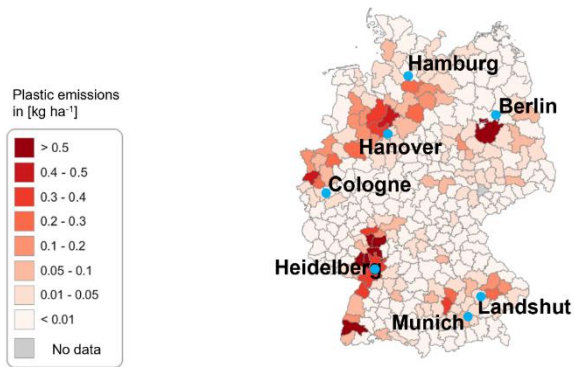 Plastic emissions
in [kg ha⁻¹]
> 0.5
0.4 - 0.5
0.3 - 0.4
0.2 - 0.3
0.1 - 0.2
0.05 - 0.1
0.01 - 0.05
< 0.01
No data
Hamburg
Berlin
Hanover
Cologne
Heidelberg
Landshut
Munich